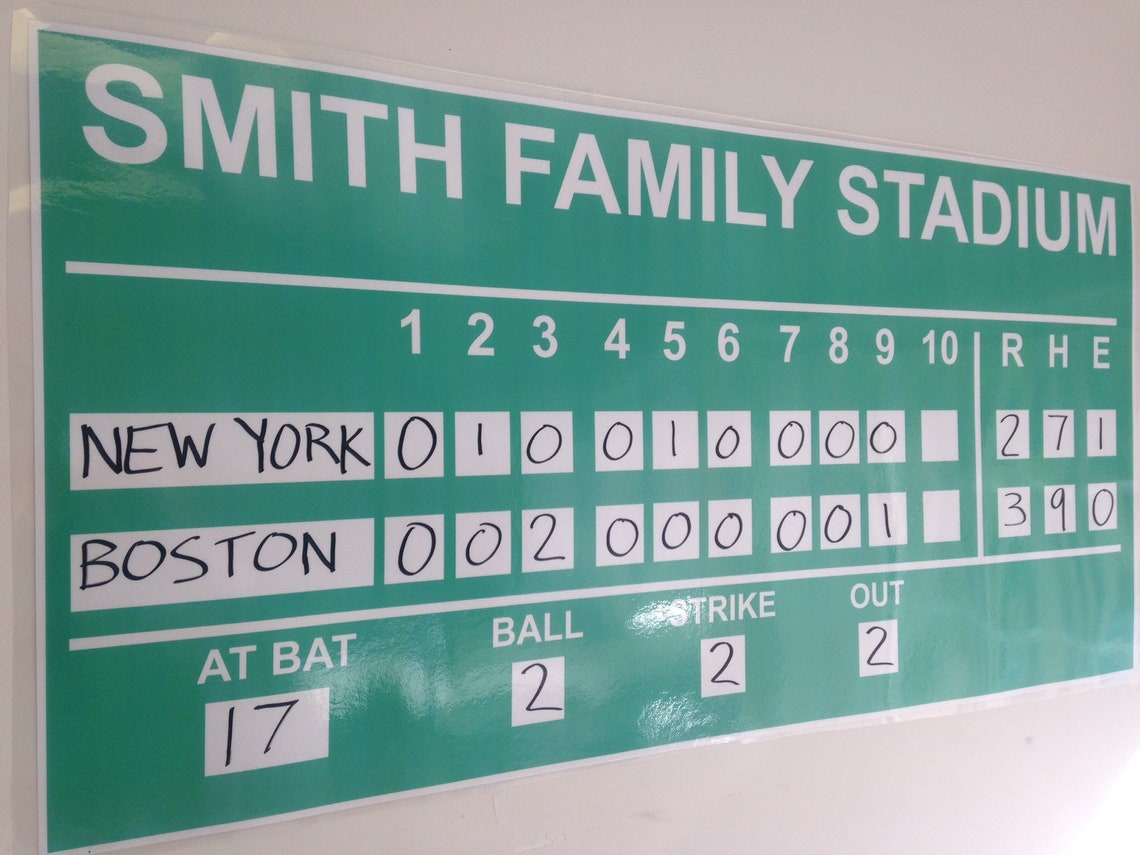 SMITH FAMILY STADIUM
1 2 3 4 5 6 7 8 9 10 R H E
NEW YORK 0 1 0 0 1 0 0 0 0 2 7 1
BOSTON 0 0 2 0 0 0 0 0 1 3 9 0
AT BAT BALL STRIKE OUT
17 2 2 2